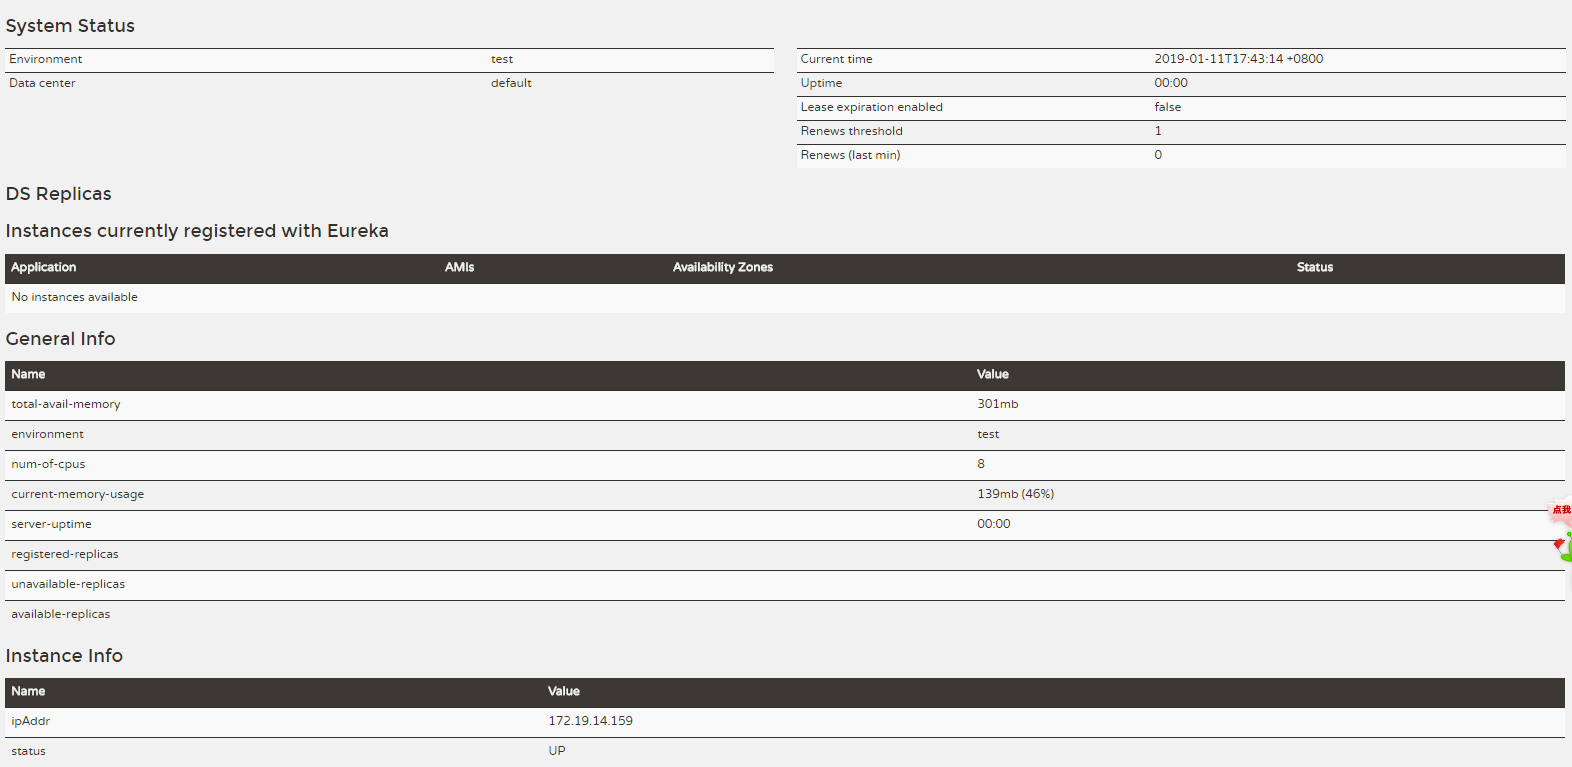 System Status
Environment test
Data center default
Current time 2019-01-11T17:43:14 +0800
Uptime 00:00
Lease expiration enabled false
Renews threshold 1
Renews (last min) 0
DS Replicas
Instances currently registered with Eureka
Application AMIs Availability Zones Status
No instances available
General Info
Name Value
total-avail-memory 301mb
environment test
num-of-cpus 8
current-memory-usage 139mb (46%)
server-uptime 00:00
registered-replicas
unavailable-replicas
available-replicas
Instance Info
Name Value
ipAddr 172.19.14.159
status UP
点我